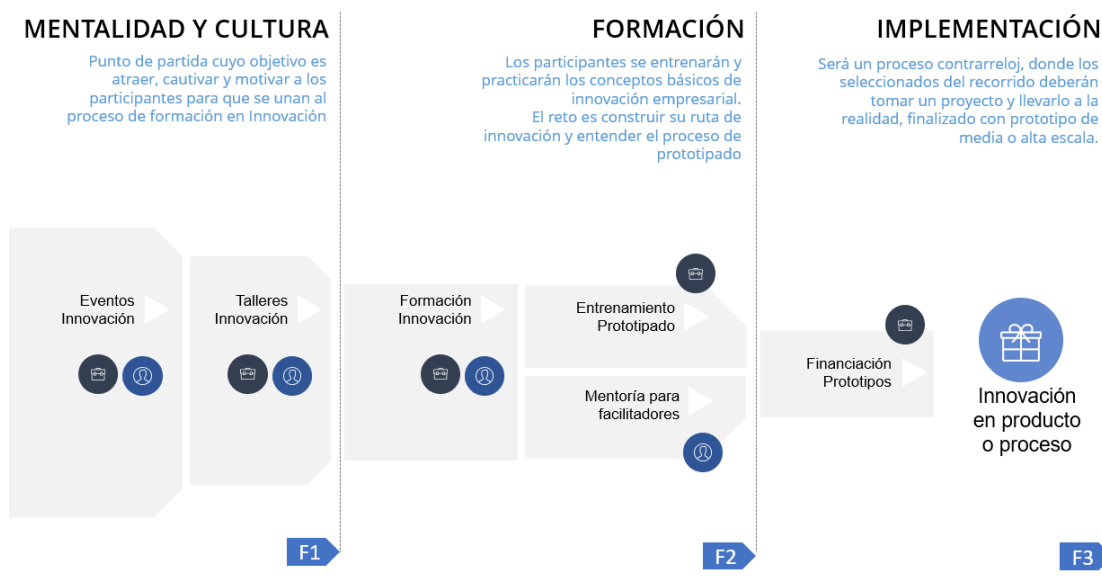 MENTALIDAD Y CULTURA
Punto de partida cuyo objetivo es
atraer, cautivar y motivar a los
participantes para que se unan al
proceso de formación en Innovación
FORMACIÓN
Los participantes se entrenarán y
practicarán los conceptos básicos de
innovación empresarial.
El reto es construir su ruta de
innovación y entender el proceso de
prototipado
IMPLEMENTACIÓN
Será un proceso contrarreloj, donde los
seleccionados del recorrido deberán
tomar un proyecto y llevarlo a la
realidad, finalizado con prototipo de
media o alta escala.
Eventos
Innovación
Talleres
Innovación
Formación
Innovación
Entrenamiento
Prototipado
Mentoría para
facilitadores
Financiación
Prototipos
Innovación
en producto
o proceso
F1
F2
F3